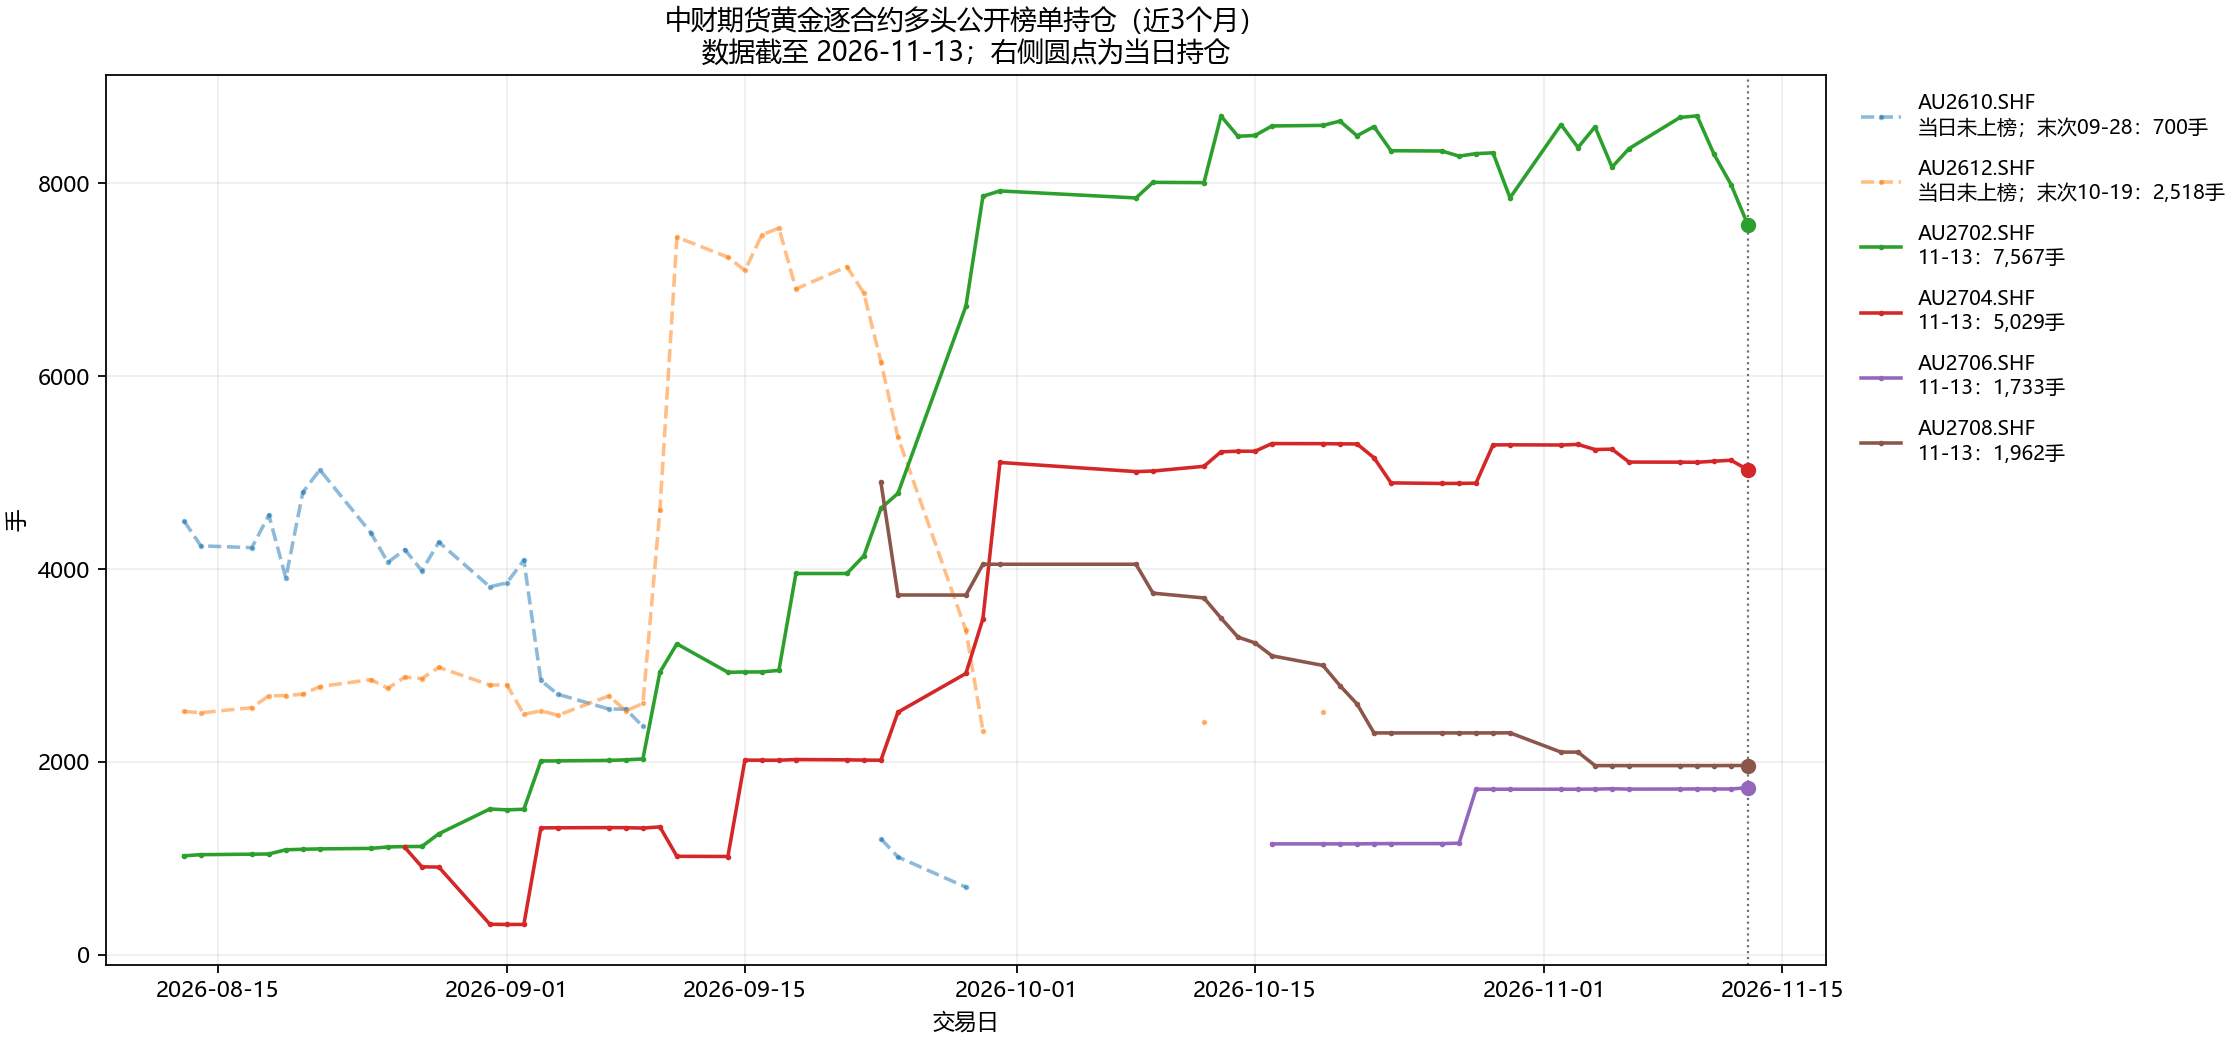 中财期货黄金逐合约多头公开榜单持仓（近3个月）
数据截至 2026-11-13；右侧圆点为当日持仓
手
8000
6000
4000
2000
0
2026-08-15
2026-09-01
2026-09-15
2026-10-01
2026-10-15
2026-11-01
2026-11-15
交易日
AU2610.SHF
当日未上榜；末次09-28：700手
AU2612.SHF
当日未上榜；末次10-19：2,518手
AU2702.SHF
11-13：7,567手
AU2704.SHF
11-13：5,029手
AU2706.SHF
11-13：1,733手
AU2708.SHF
11-13：1,962手